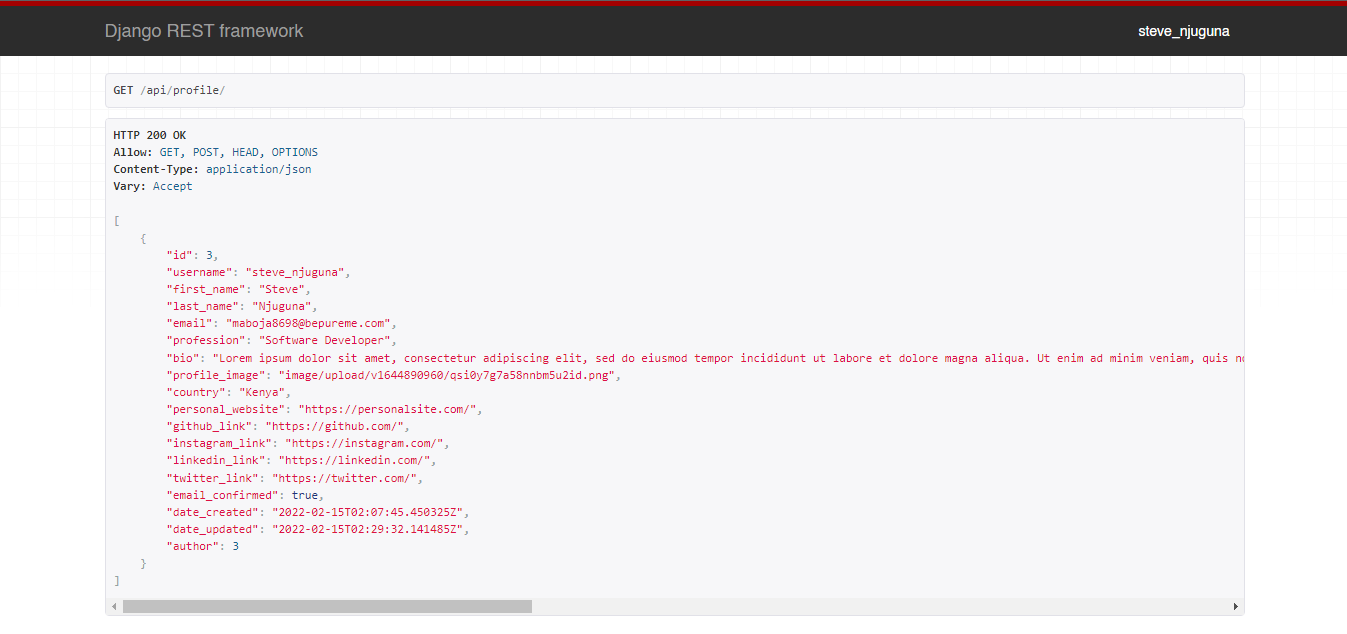 Django REST framework
steve_njuguna
GET /api/profile/
HTTP 200 OK
Allow: GET, POST, HEAD, OPTIONS
Content-Type: application/json
Vary: Accept
[
{
"id": 3,
"username": "steve_njuguna",
"first_name": "Steve",
"last_name": "Njuguna",
"email": "maboja8698@bepureme.com",
"profession": "Software Developer",
"bio": "Lorem ipsum dolor sit amet, consectetur adipiscing elit, sed do eiusmod tempor incididunt ut labore et dolore magna aliqua. Ut enim ad minim veniam, quis
"profile_image": "image/upload/v1644890960/qsi0y7g7a58nnbm5u2id.png",
"country": "Kenya",
"personal_website": "https://personalsite.com/",
"github_link": "https://github.com/",
"instagram_link": "https://instagram.com/",
"linkedin_link": "https://linkedin.com/",
"twitter_link": "https://twitter.com/",
"email_confirmed": true,
"date_created": "2022-02-15T02:07:45.450325Z",
"date_updated": "2022-02-15T02:29:32.141485Z",
"author": 3
}
]